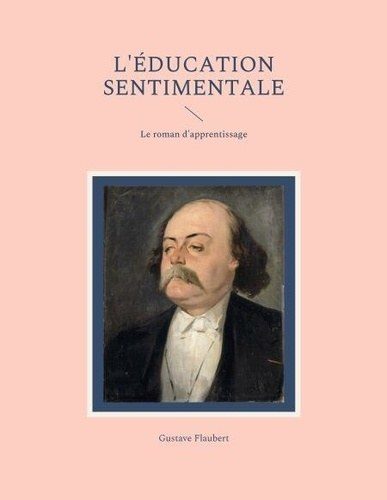 L'ÉDUCATION
SENTIMENTALE
Le roman d'apprentissage
Gustave Flaubert